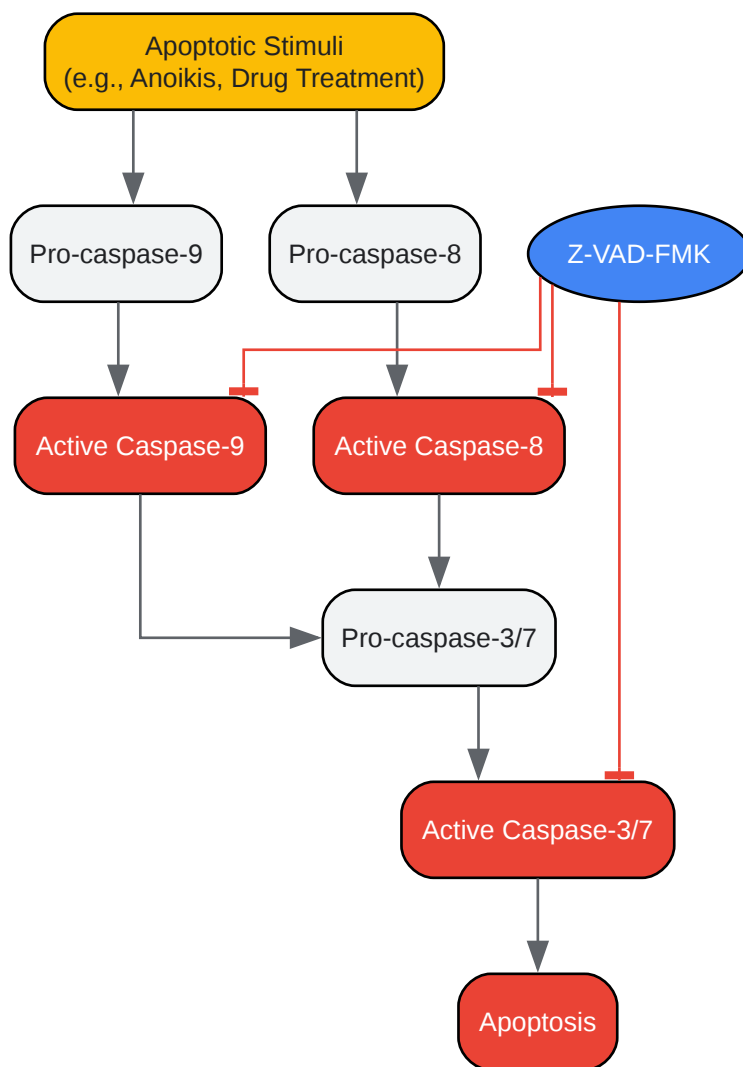 Apoptotic Stimuli
(e.g., Anoikis, Drug Treatment)
Pro-caspase-9
Pro-caspase-8
Z-VAD-FMK
Active Caspase-9
Active Caspase-8
Pro-caspase-3/7
Active Caspase-3/7
Apoptosis